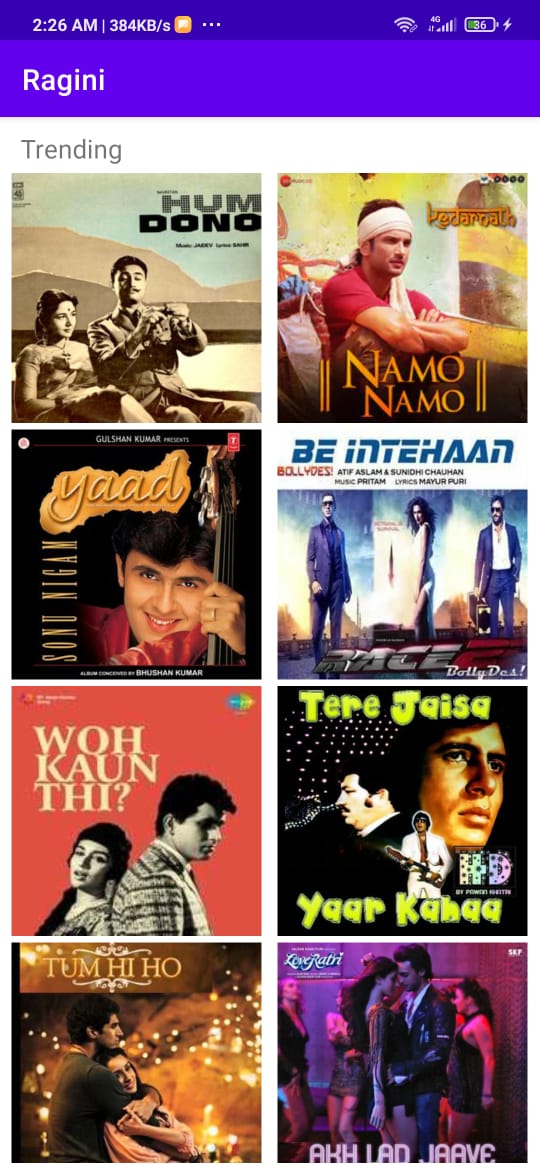 2:26 AM | 384KB/s
4G
36
Ragini
Trending
HUM
DONO
Music: JAIDEV Lyrics: SAHIR
kedarnath
NAMO
NAMO
GULSHAN KUMAR PRESENTS
T
yaad
SONU NIGAM
ALBUM CONCEIVED BY BHUSHAN KUMAR
BE INTEHAAN
BOLLYDES! ATIF ASLAM & SUNIDHI CHAUHAN
MUSIC PRITAM LYRICS MAYUR PURI
RACE 2
BollyDes!
WOH
KAUN
THI?
Tere Jaisa
HD
BY PAWAN KHATRI
Yaar Kahaa
TUM HI HO
LoveRatri
SKF
AKH LAD JAAVE